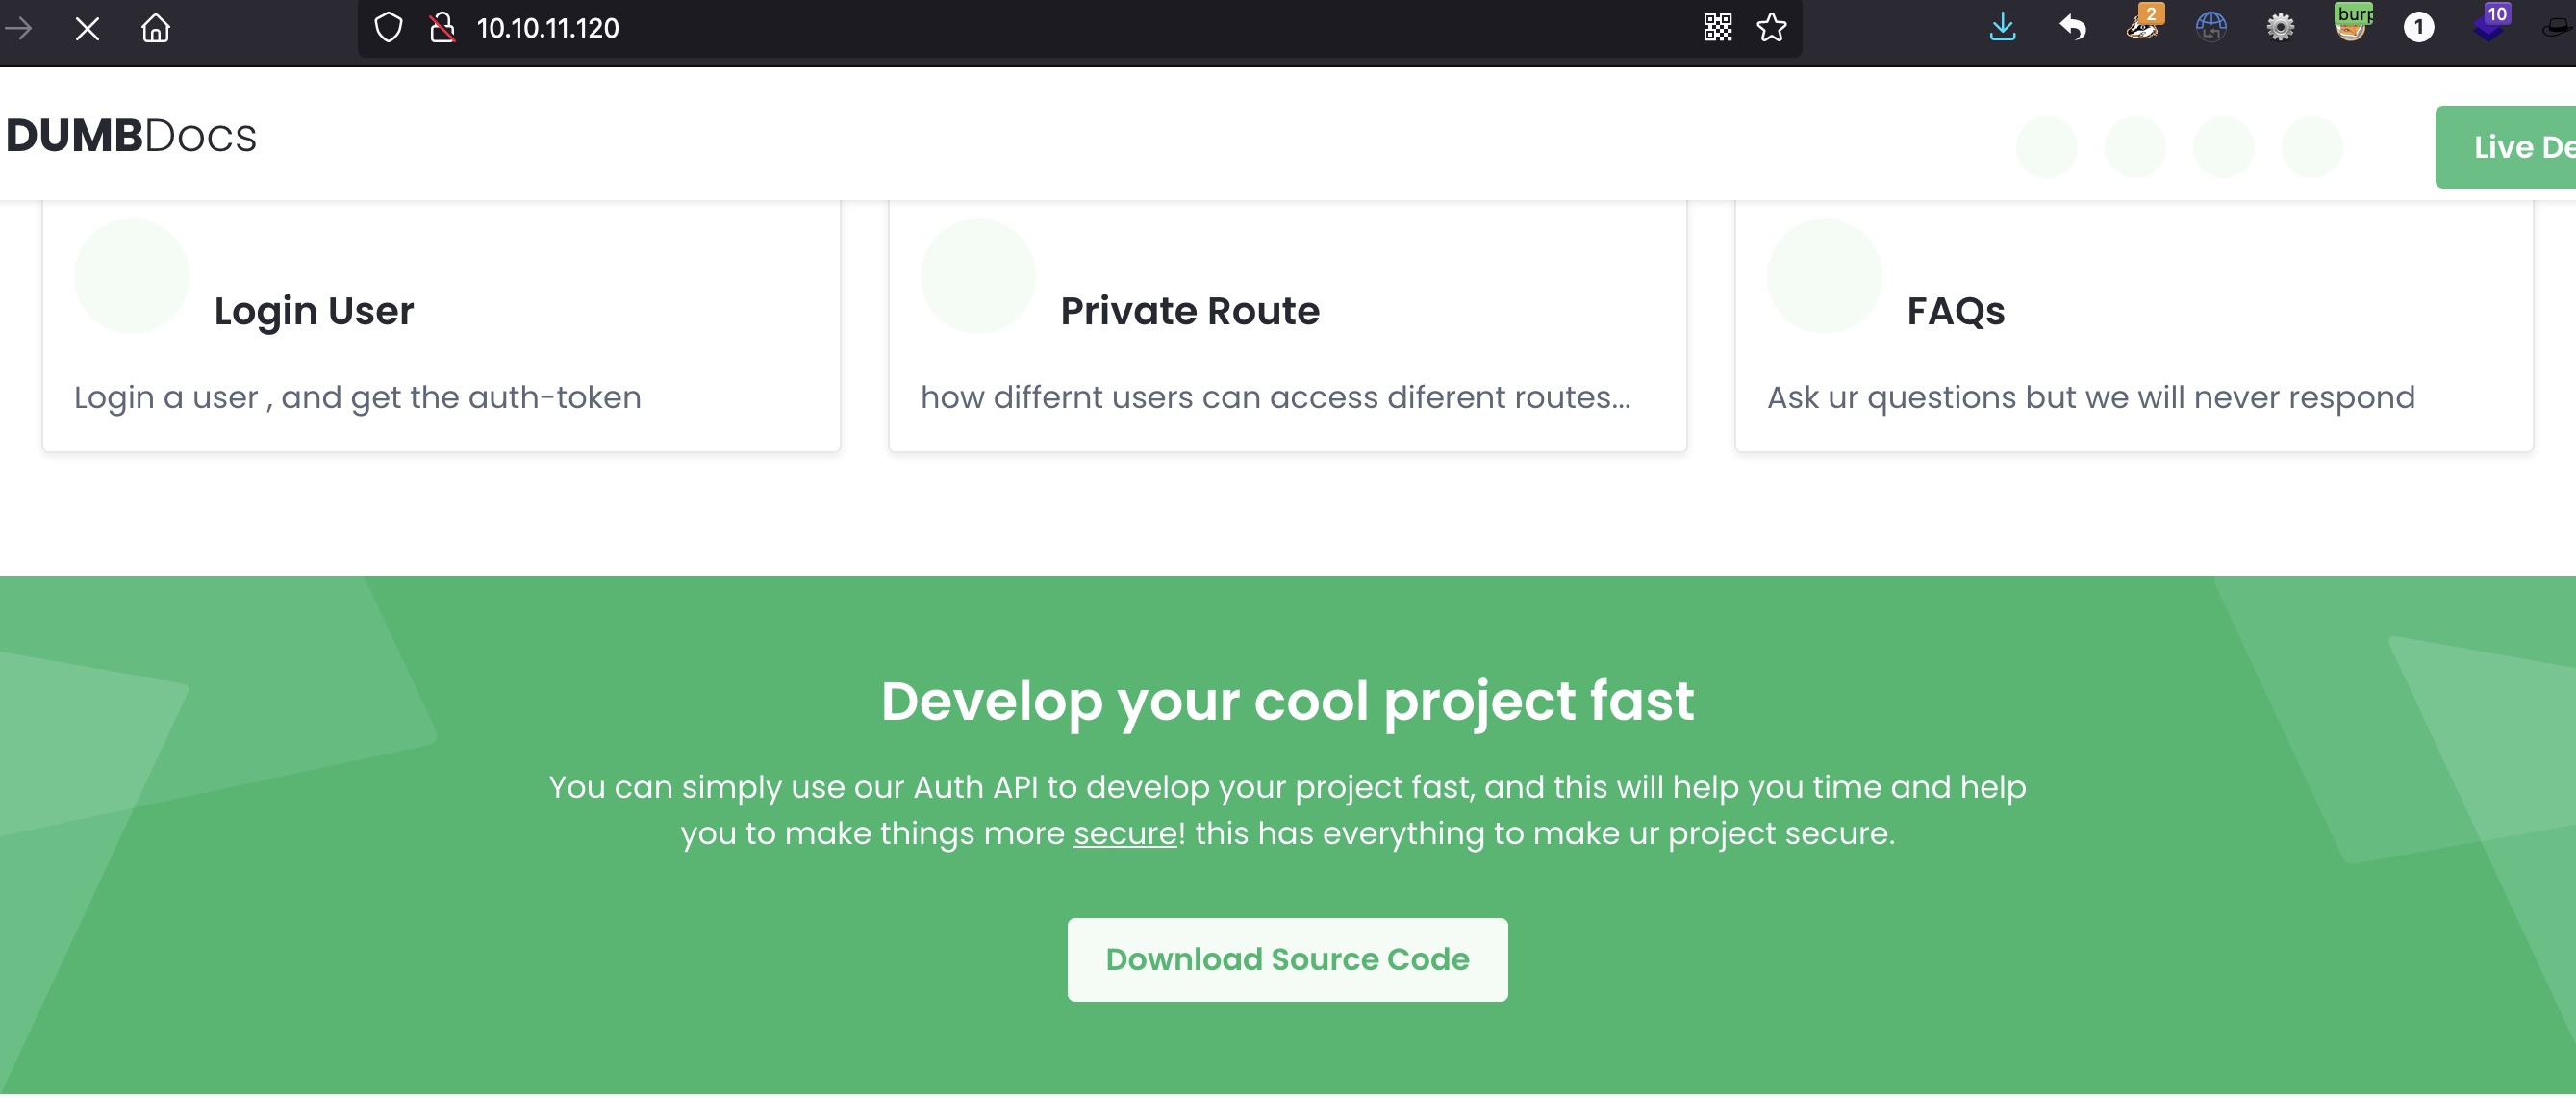 10.10.11.120
2
burp
1
10
DUMBDocs
Live De
Login User
Private Route
FAQs
Login a user , and get the auth-token
how differnt users can access diferent routes...
Ask ur questions but we will never respond
Develop your cool project fast
You can simply use our Auth API to develop your project fast, and this will help you time and help
you to make things more secure! this has everything to make ur project secure.
Download Source Code